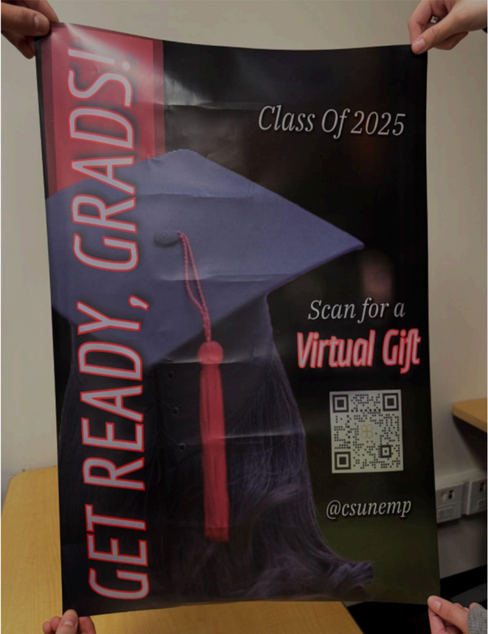 GET READY, GRADS!
Class Of 2025
Scan for a
Virtual Gift
@csunemp